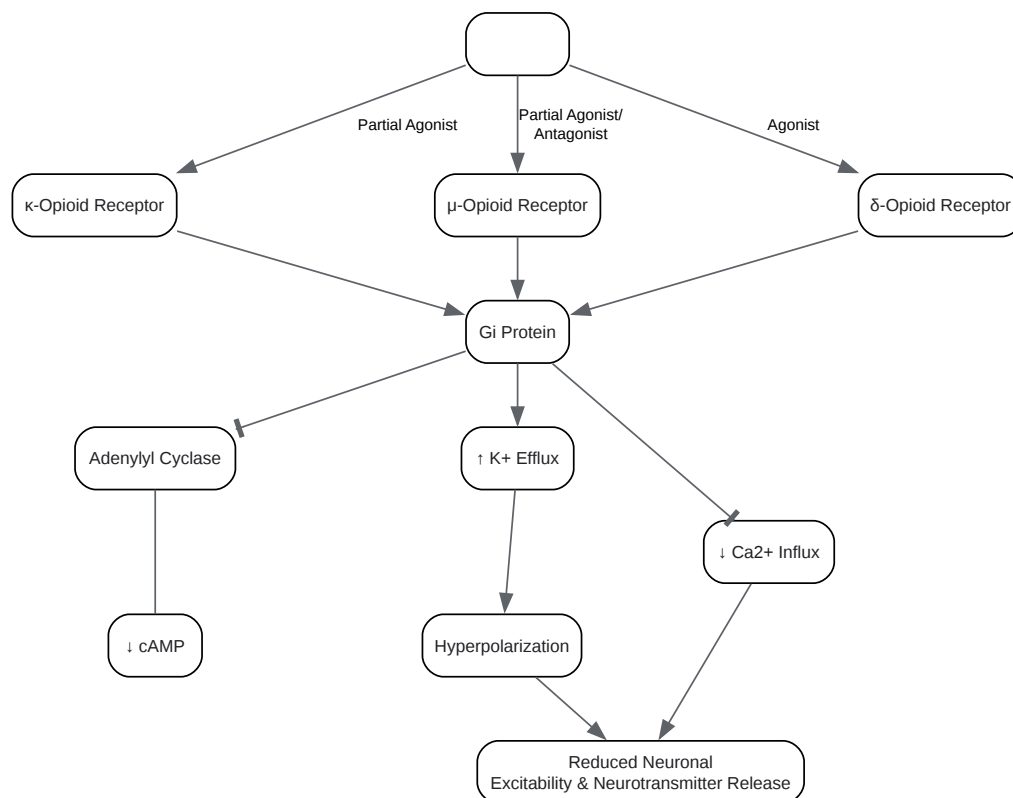 Partial Agonist
Partial Agonist/
Antagonist
Agonist
κ-Opioid Receptor
μ-Opioid Receptor
δ-Opioid Receptor
Gi Protein
Adenylyl Cyclase
↑ K+ Efflux
↓ Ca2+ Influx
↓ cAMP
Hyperpolarization
Reduced Neuronal
Excitability & Neurotransmitter Release